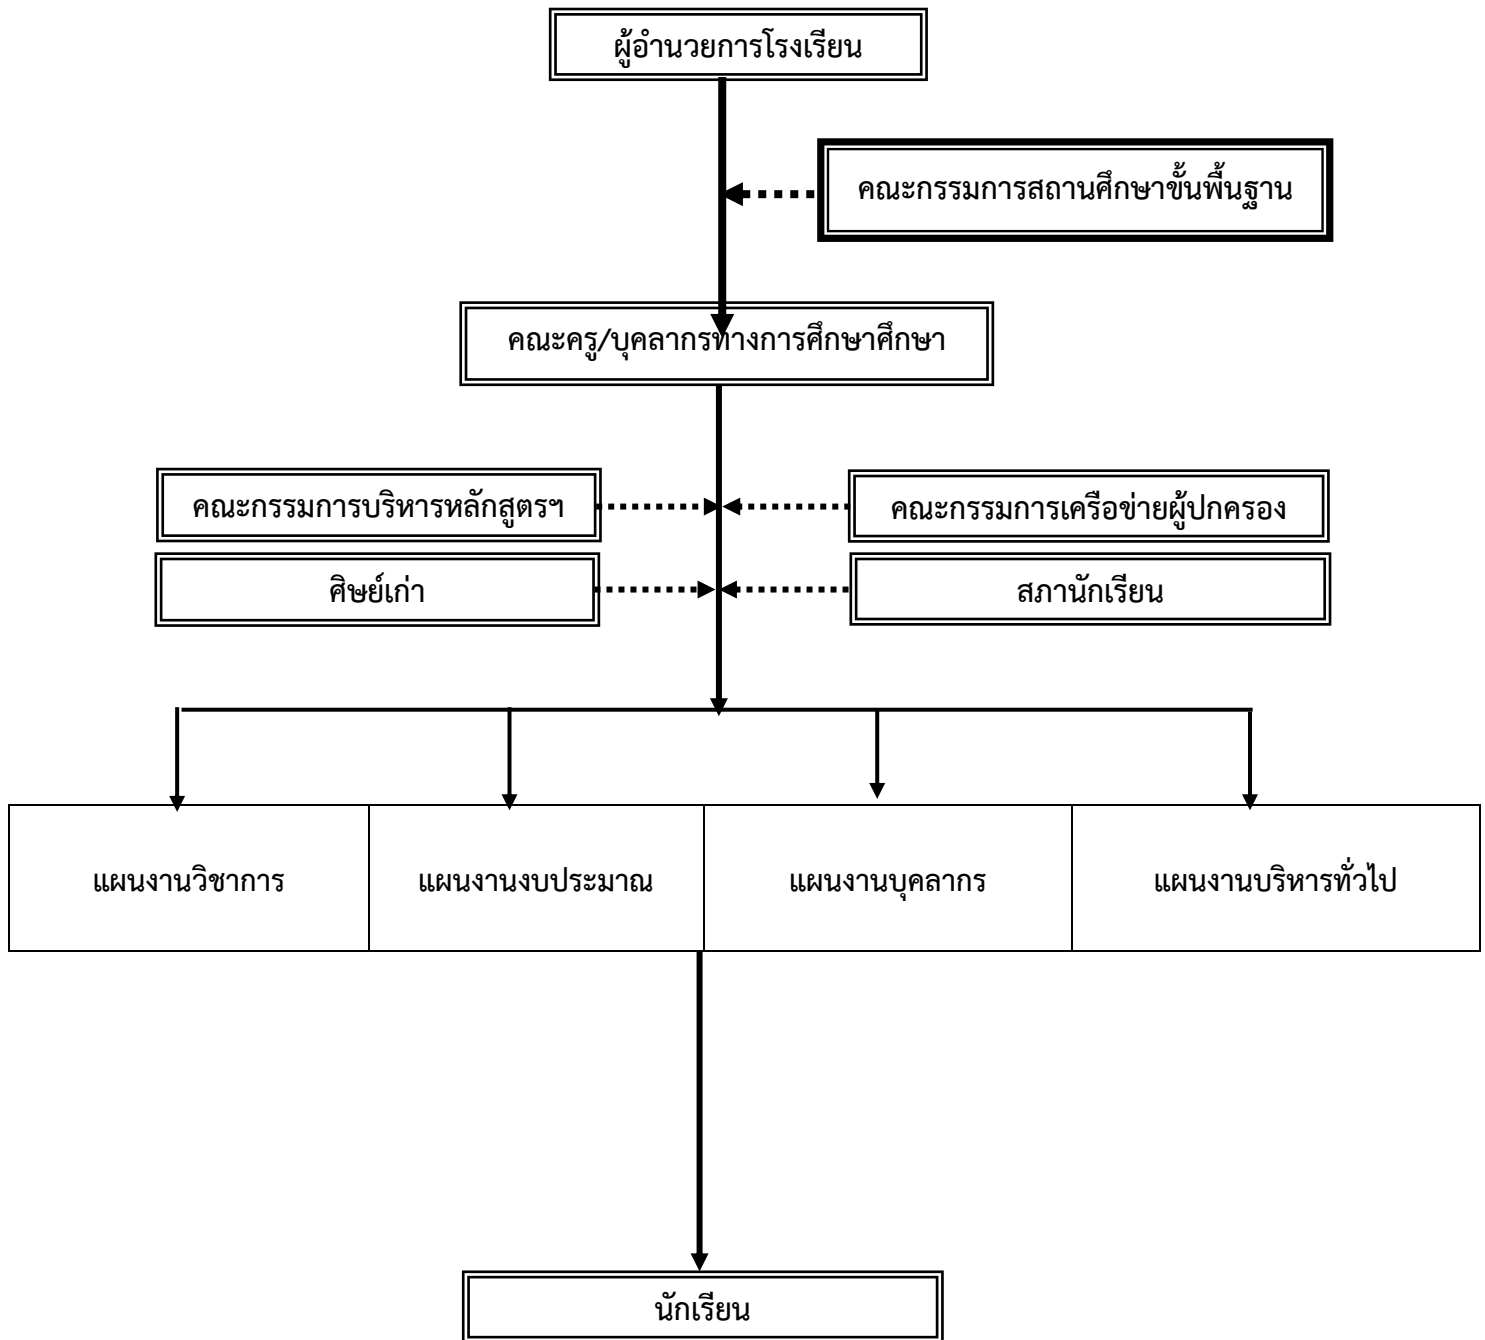 ผู้อำนวยการโรงเรียน
คณะกรรมการสถานศึกษาขั้นพื้นฐาน
คณะครู/บุคลากรทางการศึกษาศึกษา
คณะกรรมการบริหารหลักสูตรฯ
คณะกรรมการเครือข่ายผู้ปกครอง
ศิษย์เก่า
สภานักเรียน
แผนงานวิชาการ
แผนงานงบประมาณ
แผนงานบุคลากร
แผนงานบริหารทั่วไป
นักเรียน